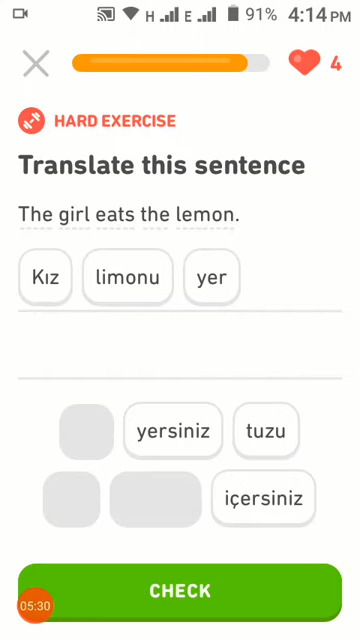 H E 91% 4:14 PM
4
HARD EXERCISE
Translate this sentence
The girl eats the lemon.
Kız limonu yer
yersiniz tuzu
içersiniz
CHECK
05:30